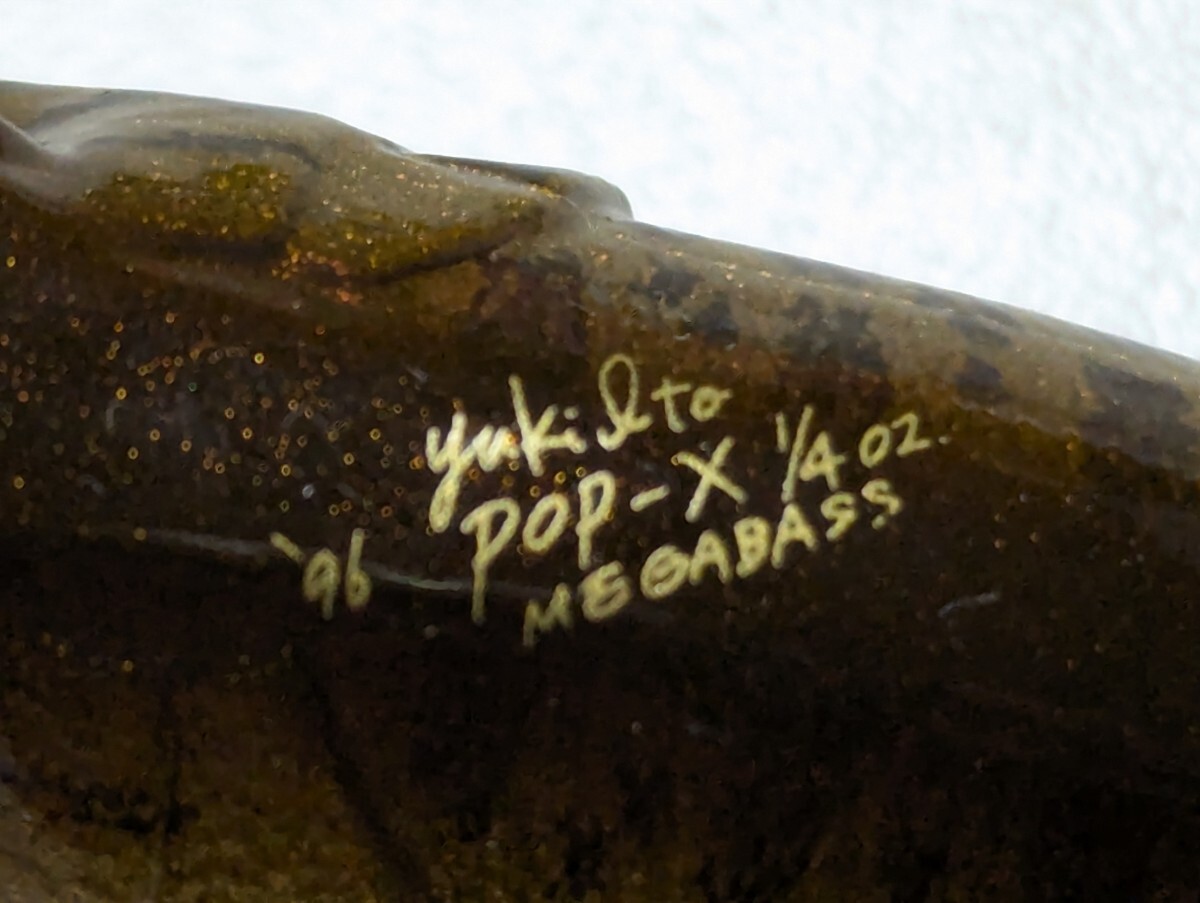 Yuki Ito
POP-X 1/4 OZ.
MEGABASS
'96